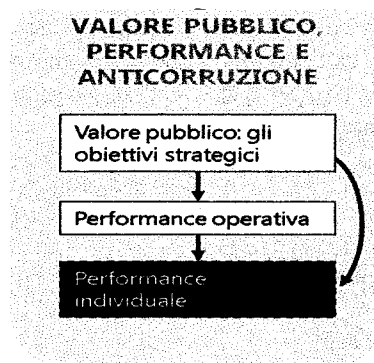 VALORE PUBBLICO,
PERFORMANCE E
ANTICORRUZIONE
Valore pubblico: gli
obiettivi strategici
Performance operativa
Performance
individuale